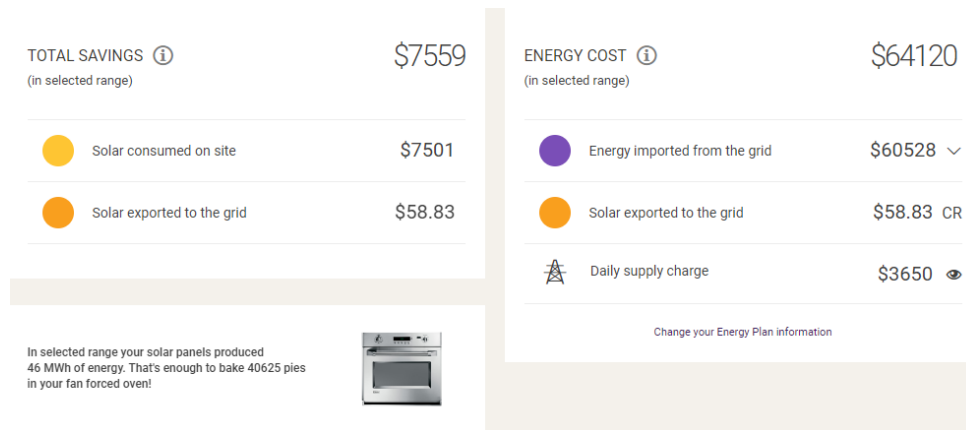 TOTAL SAVINGS
$7559
(in selected range)
Solar consumed on site
$7501
Solar exported to the grid
$58.83
In selected range your solar panels produced
46 MWh of energy. That's enough to bake 40625 pies
in your fan forced oven!
ENERGY COST
$64120
(in selected range)
Energy imported from the grid
$60528
Solar exported to the grid
$58.83 CR
Daily supply charge
$3650
Change your Energy Plan information